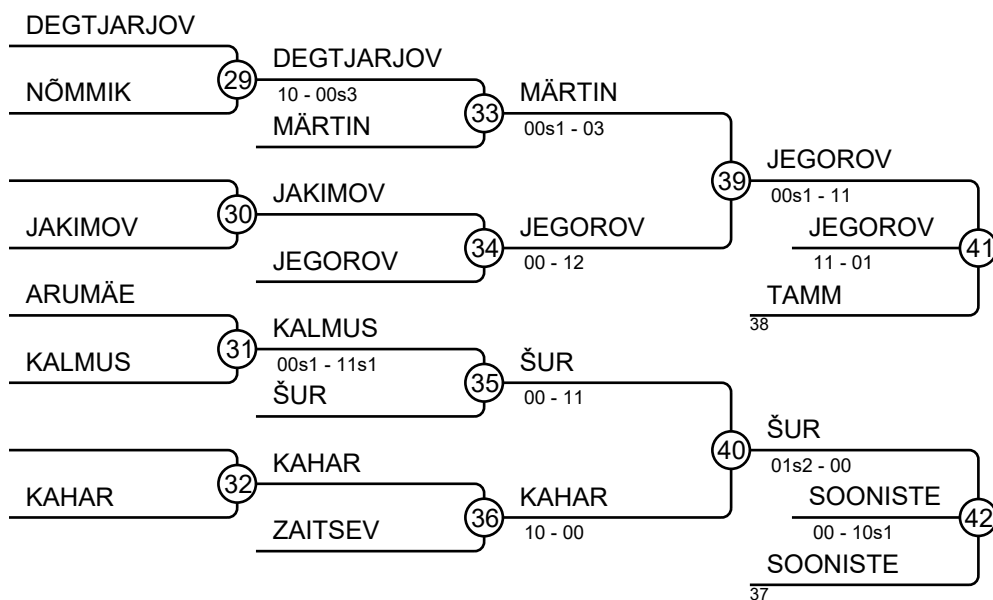 DEGTJARJOV
29
DEGTJARJOV
NÕMMIK
10 - 00s3
33
MÄRTIN
MÄRTIN
00s1 - 03
39
JEGOROV
00s1 - 11
30
JAKIMOV
JAKIMOV
34
JEGOROV
JEGOROV
00 - 12
JEGOROV
11 - 01
41
TAMM
38
ARUMÄE
31
KALMUS
KALMUS
00s1 - 11s1
35
ŠUR
ŠUR
00 - 11
40
ŠUR
01s2 - 00
32
KAHAR
KAHAR
36
KAHAR
ZAITSEV
10 - 00
SOONISTE
00 - 10s1
42
SOONISTE
37